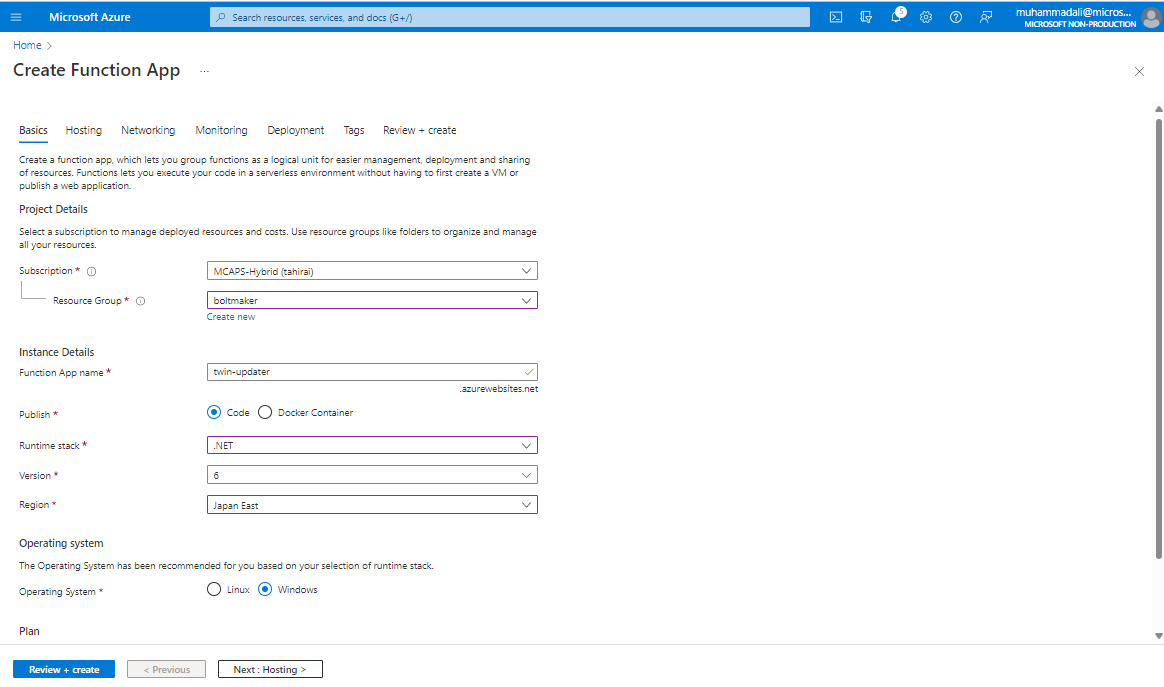 Microsoft Azure
Search resources, services, and docs (G+/)
5
muhammadali@micros...
MICROSOFT NON-PRODUCTION
Home >
Create Function App ...
Basics Hosting Networking Monitoring Deployment Tags Review + create
Create a function app, which lets you group functions as a logical unit for easier management, deployment and sharing
of resources. Functions lets you execute your code in a serverless environment without having to first create a VM or
publish a web application.
Project Details
Select a subscription to manage deployed resources and costs. Use resource groups like folders to organize and manage
all your resources.
Subscription * MCAPS-Hybrid (tahirai)
Resource Group * boltmaker
Create new
Instance Details
Function App name * twin-updater
.azurewebsites.net
Publish * Code Docker Container
Runtime stack * .NET
Version * 6
Region * Japan East
Operating system
The Operating System has been recommended for you based on your selection of runtime stack.
Operating System * Linux Windows
Plan
Review + create < Previous Next : Hosting >